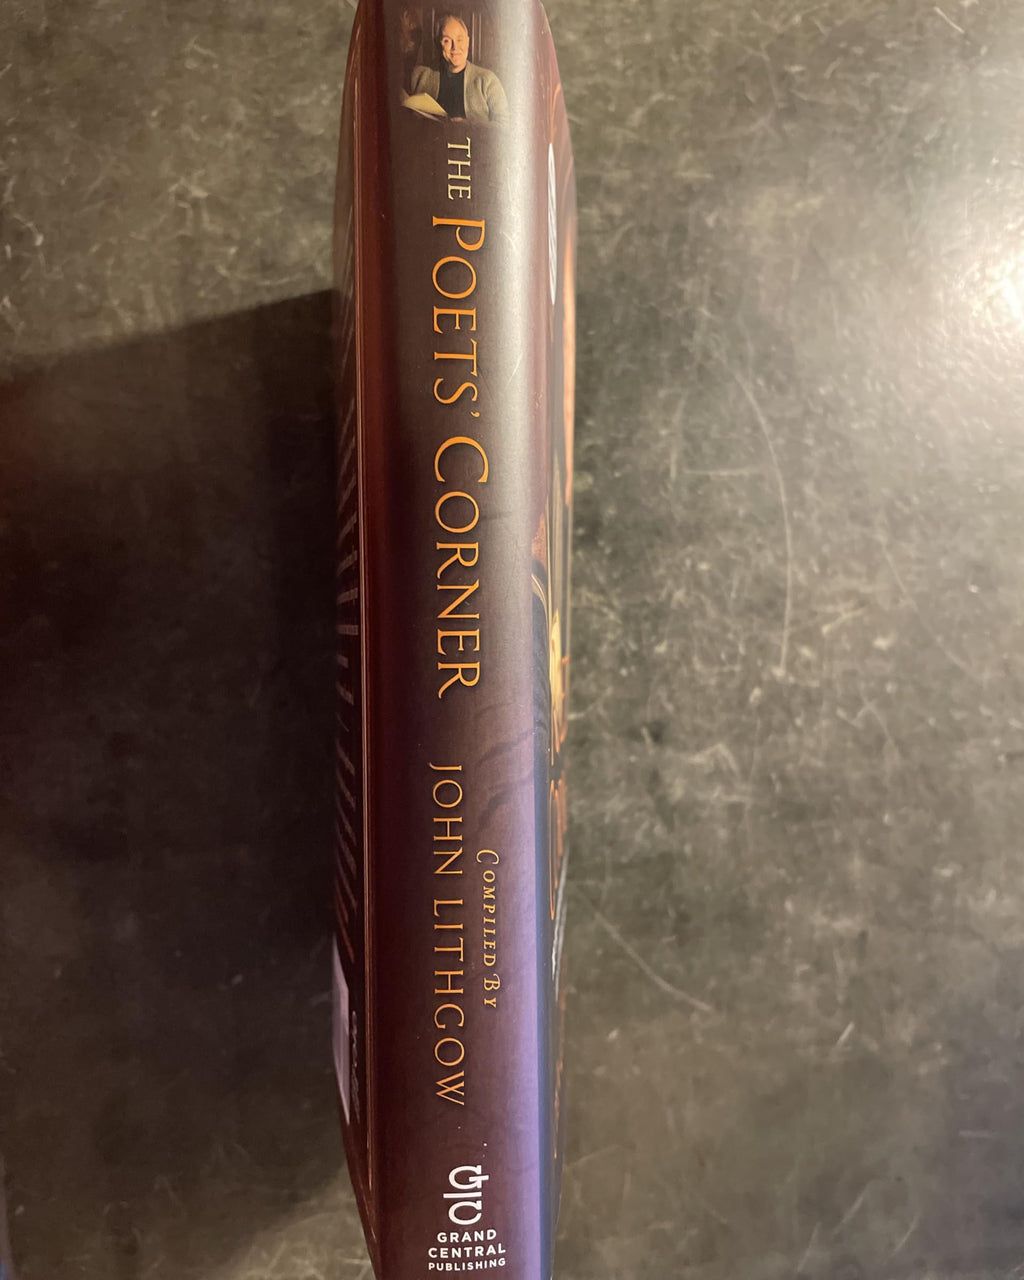 THE POETS' CORNER
COMPILED BY
JOHN LITHGOW
GRAND
CENTRAL
PUBLISHING